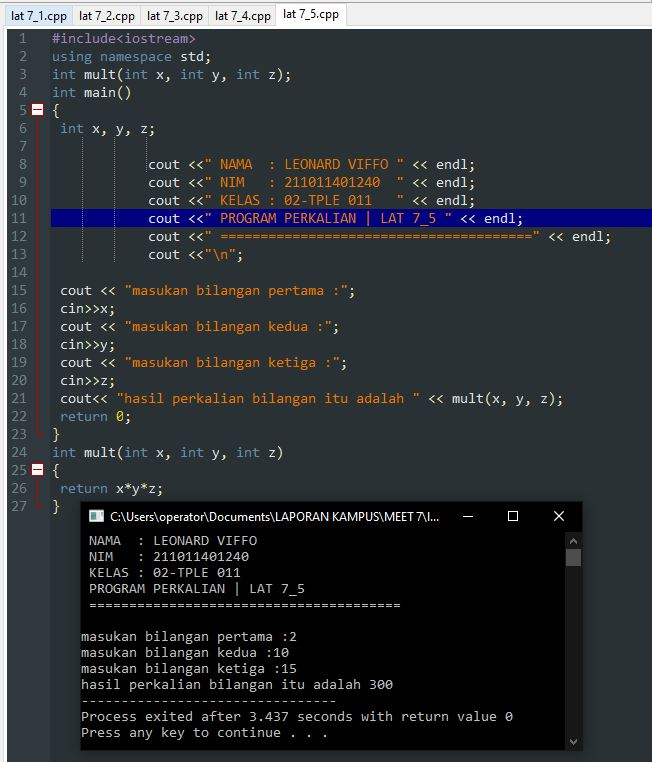 lat 7_1.cpp lat 7_2.cpp lat 7_3.cpp lat 7_4.cpp lat 7_5.cpp
1 #include<iostream>
2 using namespace std;
3 int mult(int x, int y, int z);
4 int main()
5 {
6 int x, y, z;
7
8 cout <<" NAMA  : LEONARD VIFFO " << endl;
9 cout <<" NIM   : 211011401240  " << endl;
10 cout <<" KELAS : 02-TPLE 011   " << endl;
11 cout <<" PROGRAM PERKALIAN | LAT 7_5 " << endl;
12 cout <<" =======================================" << endl;
13 cout <<"\n";
14
15 cout << "masukan bilangan pertama :";
16 cin>>x;
17 cout << "masukan bilangan kedua :";
18 cin>>y;
19 cout << "masukan bilangan ketiga :";
20 cin>>z;
21 cout<< "hasil perkalian bilangan itu adalah " << mult(x, y, z);
22 return 0;
23 }
24 int mult(int x, int y, int z)
25 {
26 return x*y*z;
27 }
C:\Users\operator\Documents\LAPORAN KAMPUS\MEET 7\l...
NAMA  : LEONARD VIFFO
NIM   : 211011401240
KELAS : 02-TPLE 011
PROGRAM PERKALIAN | LAT 7_5
=======================================
masukan bilangan pertama :2
masukan bilangan kedua :10
masukan bilangan ketiga :15
hasil perkalian bilangan itu adalah 300
--------------------------------
Process exited after 3.437 seconds with return value 0
Press any key to continue . . .